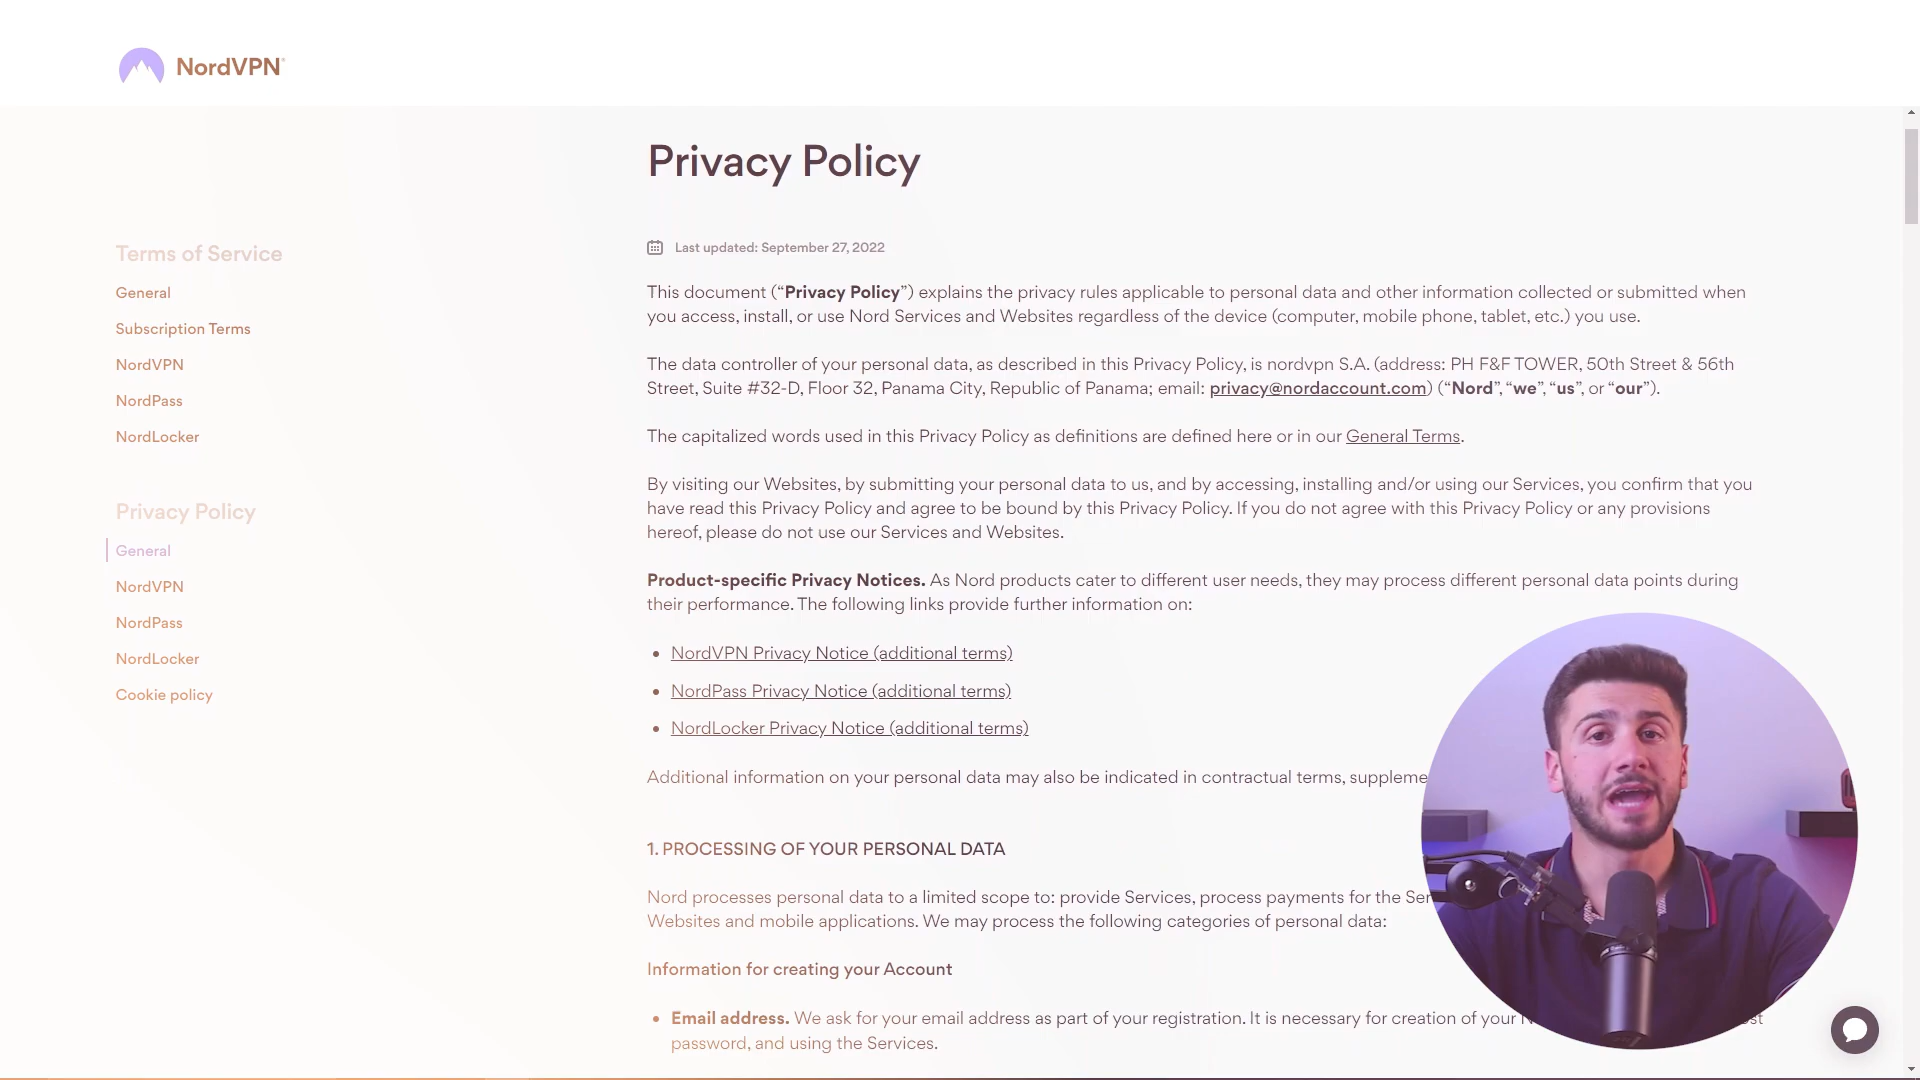 NordVPN
Privacy Policy
Terms of Service
General
Subscription Terms
NordVPN
NordPass
NordLocker
Privacy Policy
General
NordVPN
NordPass
NordLocker
Cookie policy
Last updated: September 27, 2022
This document (“Privacy Policy”) explains the privacy rules applicable to personal data and other information collected or submitted when
you access, install, or use Nord Services and Websites regardless of the device (computer, mobile phone, tablet, etc.) you use.
The data controller of your personal data, as described in this Privacy Policy, is nordvpn S.A. (address: PH F&F TOWER, 50th Street & 56th
Street, Suite #32-D, Floor 32, Panama City, Republic of Panama; email: privacy@nordaccount.com) (“Nord”, “we”, “us”, or “our”).
The capitalized words used in this Privacy Policy as definitions are defined here or in our General Terms.
By visiting our Websites, by submitting your personal data to us, and by accessing, installing and/or using our Services, you confirm that you
have read this Privacy Policy and agree to be bound by this Privacy Policy. If you do not agree with this Privacy Policy or any provisions
hereof, please do not use our Services and Websites.
Product-specific Privacy Notices. As Nord products cater to different user needs, they may process different personal data points during
their performance. The following links provide further information on:
• NordVPN Privacy Notice (additional terms)
• NordPass Privacy Notice (additional terms)
• NordLocker Privacy Notice (additional terms)
Additional information on your personal data may also be indicated in contractual terms,
1. PROCESSING OF YOUR PERSONAL DATA
Nord processes personal data to a limited scope to: provide Services, process payments for the
Websites and mobile applications. We may process the following categories of personal data:
Information for creating your Account
• Email address. We ask for your email address as part of your registration. It is necessary for creation of your
password, and using the Services.